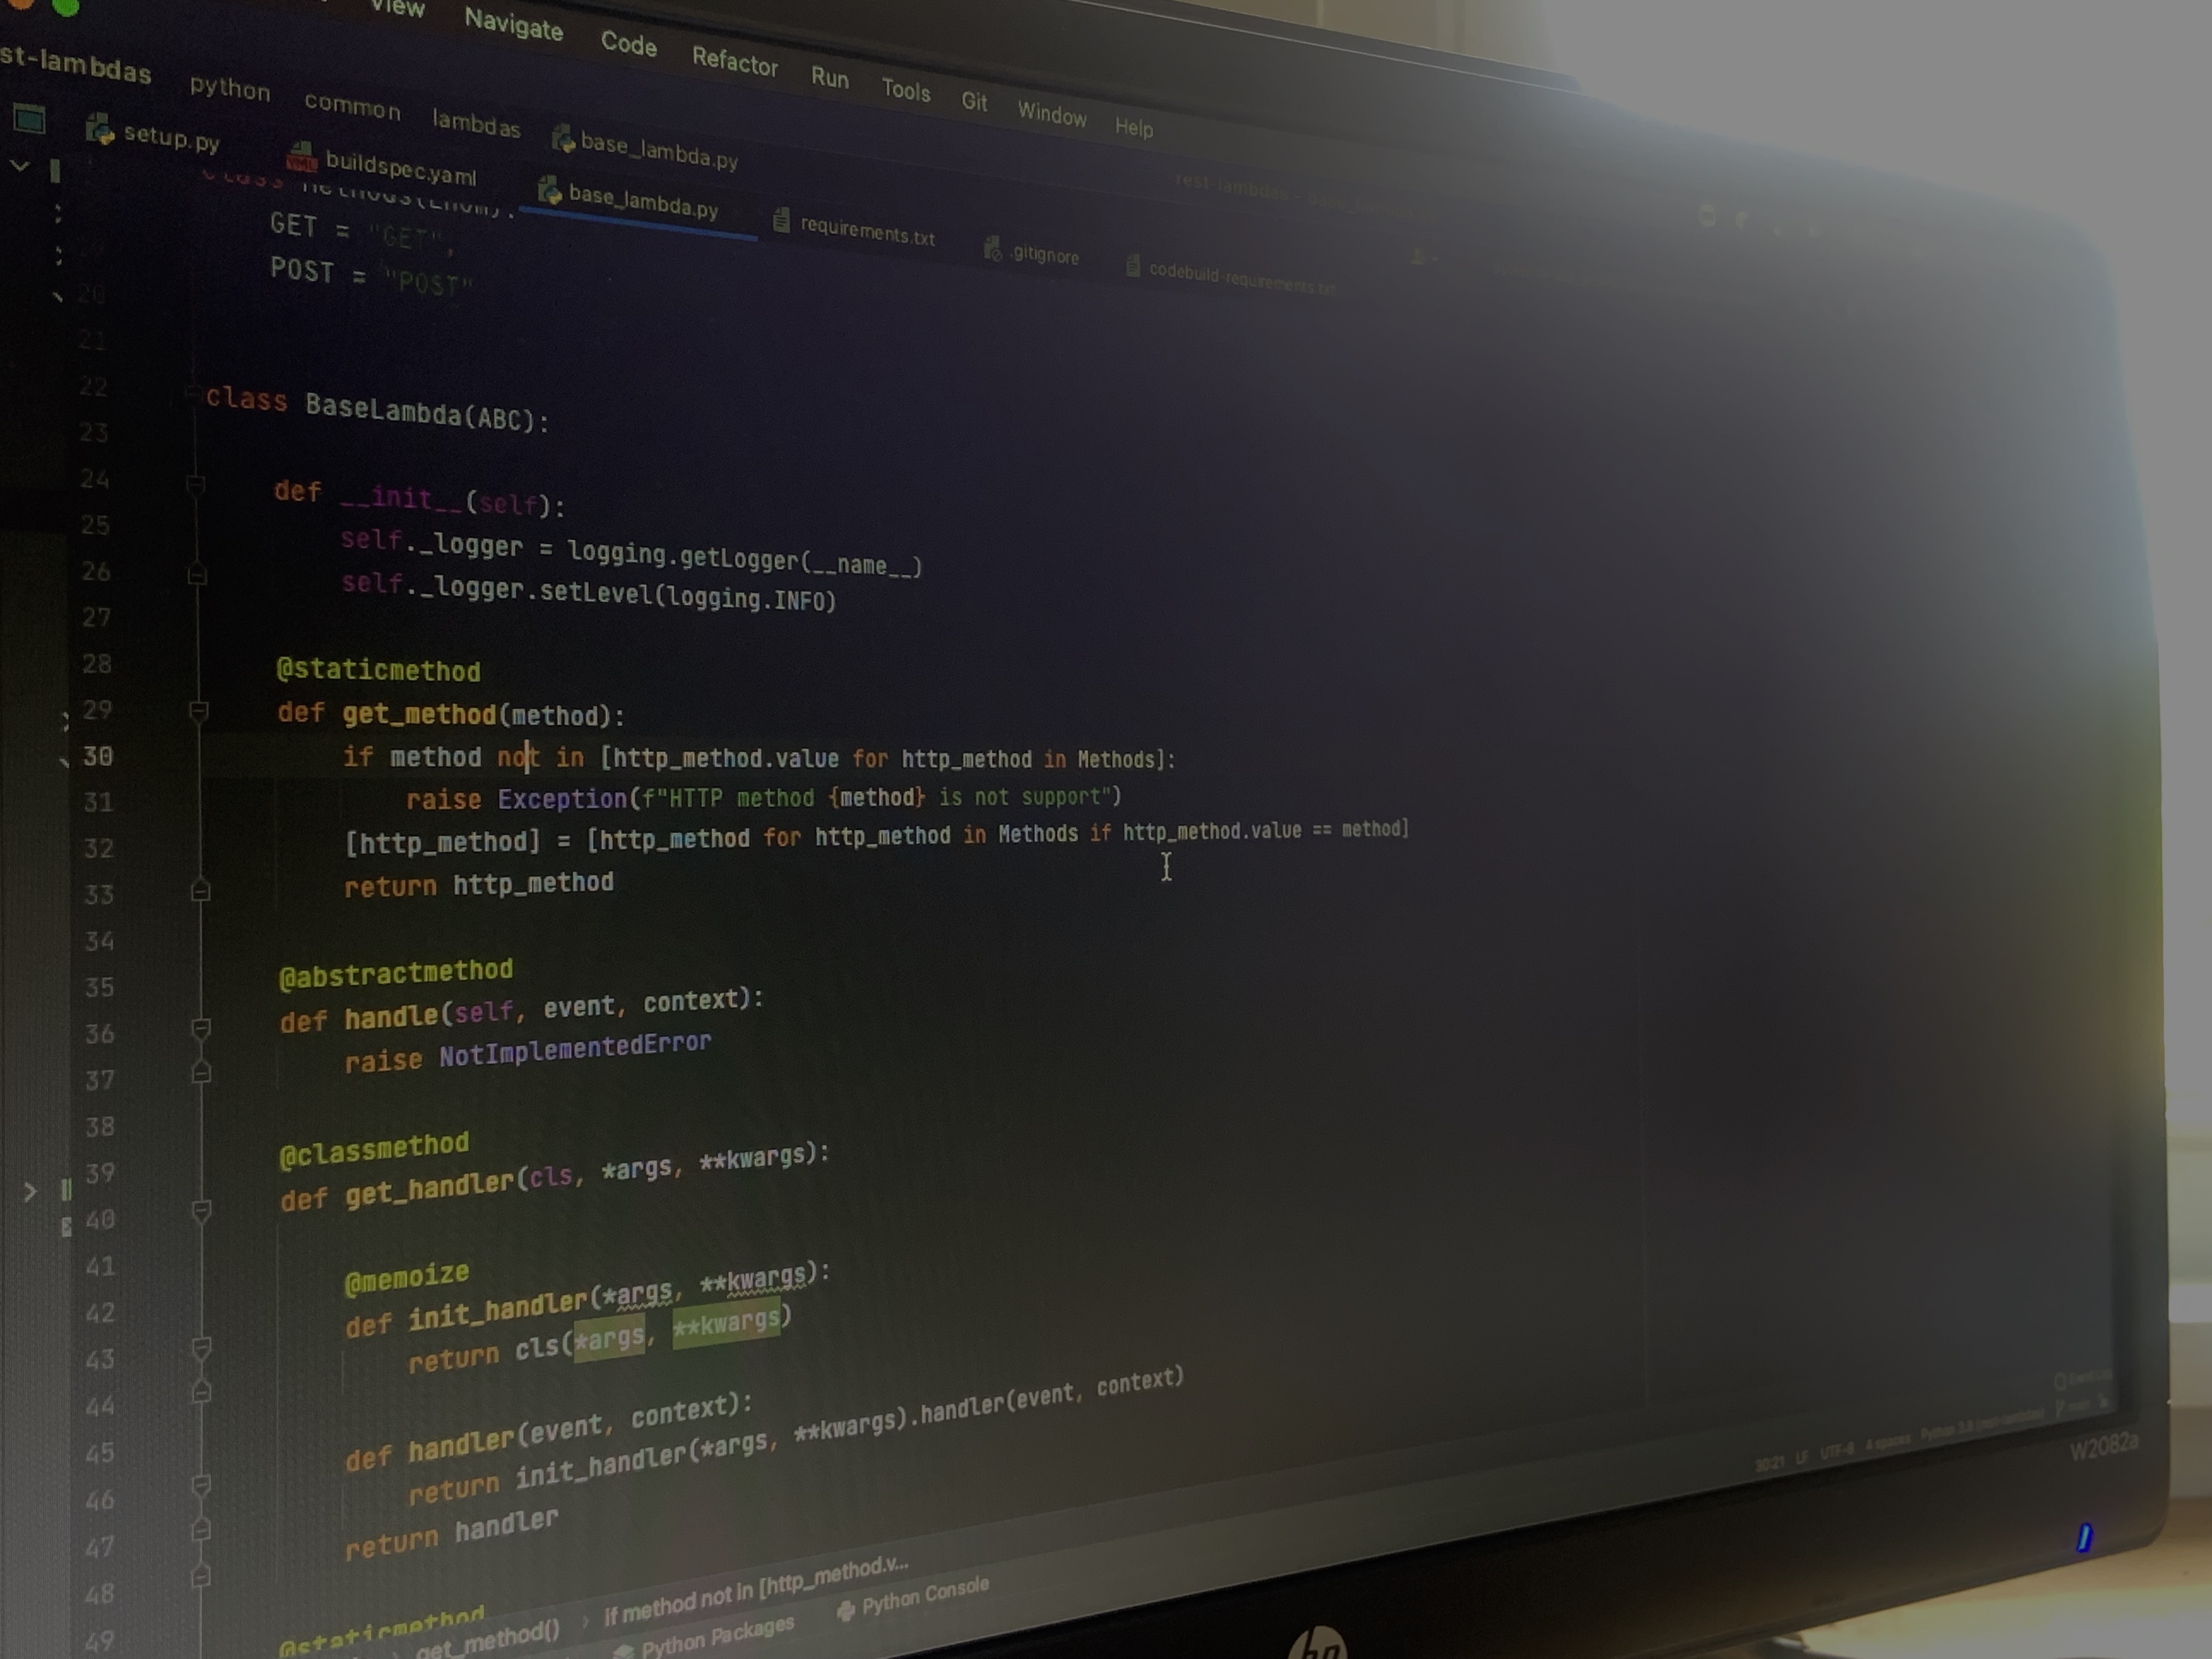 View Navigate Code Refactor Run Tools Git Window Help
st-lambdas python common lambdas base_lambda.py
setup.py buildspec.yaml base_lambda.py requirements.txt .gitignore codebuild-requirements.txt
GET = "GET",
20 POST = "POST"
21
22 class BaseLambda(ABC):
23
24 def __init__(self):
25 self._logger = logging.getLogger(__name__)
26 self._logger.setLevel(logging.INFO)
27
28 @staticmethod
29 def get_method(method):
30 if method not in [http_method.value for http_method in Methods]:
31 raise Exception(f"HTTP method {method} is not support")
32 [http_method] = [http_method for http_method in Methods if http_method.value == method]
33 return http_method
34
35 @abstractmethod
36 def handle(self, event, context):
37 raise NotImplementedError
38
39 @classmethod
40 def get_handler(cls, *args, **kwargs):
41
42 @memoize
43 def init_handler(*args, **kwargs):
44 return cls(*args, **kwargs)
45
46 def handler(event, context):
47 return init_handler(*args, **kwargs).handler(event, context)
48 return handler
49
@staticmethod
get_method() › if method not in [http_method.v...
Python Packages Python Console
30:21 LF UTF-8 4 spaces
W2082a
hp